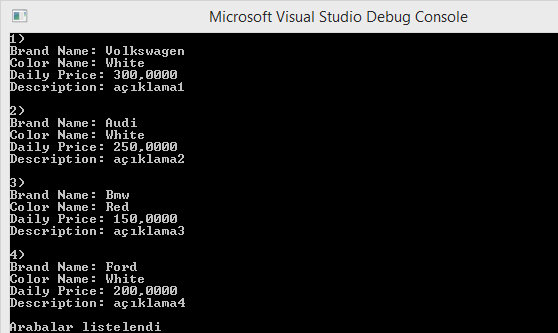 Microsoft Visual Studio Debug Console
1)
Brand Name: Volkswagen
Color Name: White
Daily Price: 300,0000
Description: açıklama1
2)
Brand Name: Audi
Color Name: White
Daily Price: 250,0000
Description: açıklama2
3)
Brand Name: Bmw
Color Name: Red
Daily Price: 150,0000
Description: açıklama3
4)
Brand Name: Ford
Color Name: White
Daily Price: 200,0000
Description: açıklama4
Arabalar listelendi